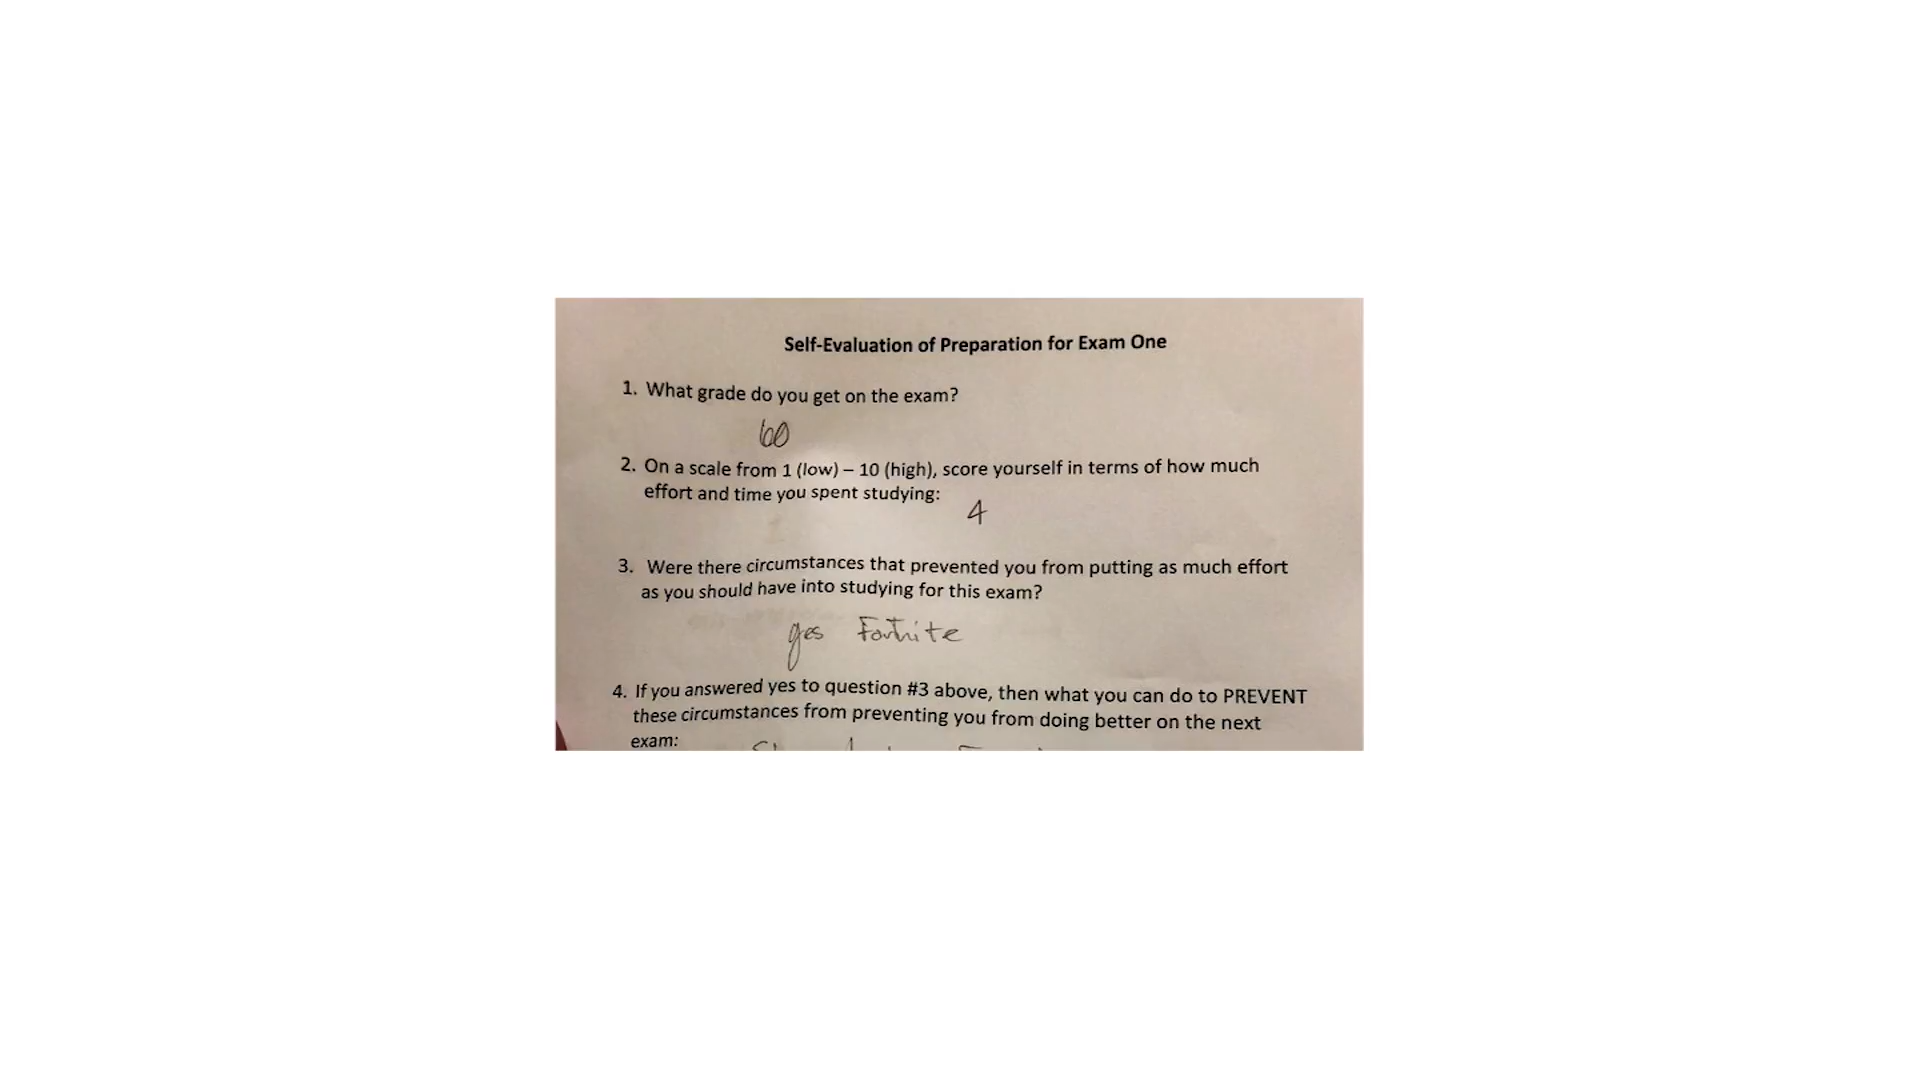 Self-Evaluation of Preparation for Exam One
1. What grade do you get on the exam?
60
2. On a scale from 1 (low) – 10 (high), score yourself in terms of how much
effort and time you spent studying:
4
3. Were there circumstances that prevented you from putting as much effort
as you should have into studying for this exam?
yes Fortnite
4. If you answered yes to question #3 above, then what you can do to PREVENT
these circumstances from preventing you from doing better on the next
exam: